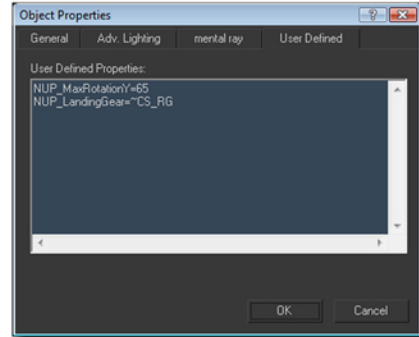 Object Properties
General Adv. Lighting mental ray User Defined
User Defined Properties:
NUP_MaxRotationY=65
NUP_LandingGear=~CS_RG
OK Cancel